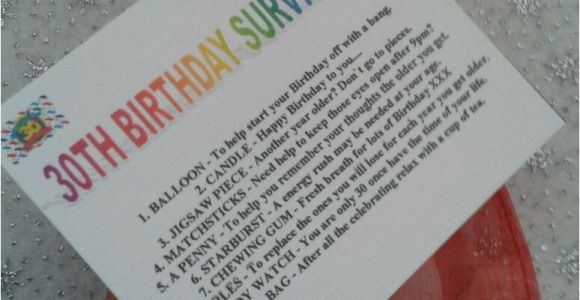 30
30TH BIRTHDAY SURV
1. BALLOON - To help start your Birthday off with a bang.
2. CANDLE - Happy Birthday to you....
3. JIGSAW PIECE - Another year older? Don`t go to pieces.
4. MATCHSTICKS - Need help to keep those eyes open after 9pm?
5. A PENNY - To help you remember your thoughts the older you get.
6. STARBURST - A energy rush may be needed at your age.
7. CHEWING GUM - Fresh breath for lots of Birthday XXX
BLES - To replace the ones you will lose for each year you get older.
DY WATCH - You are only 30 once have the time of your life.
BAG - After all the celebrating relax with a cup of tea.